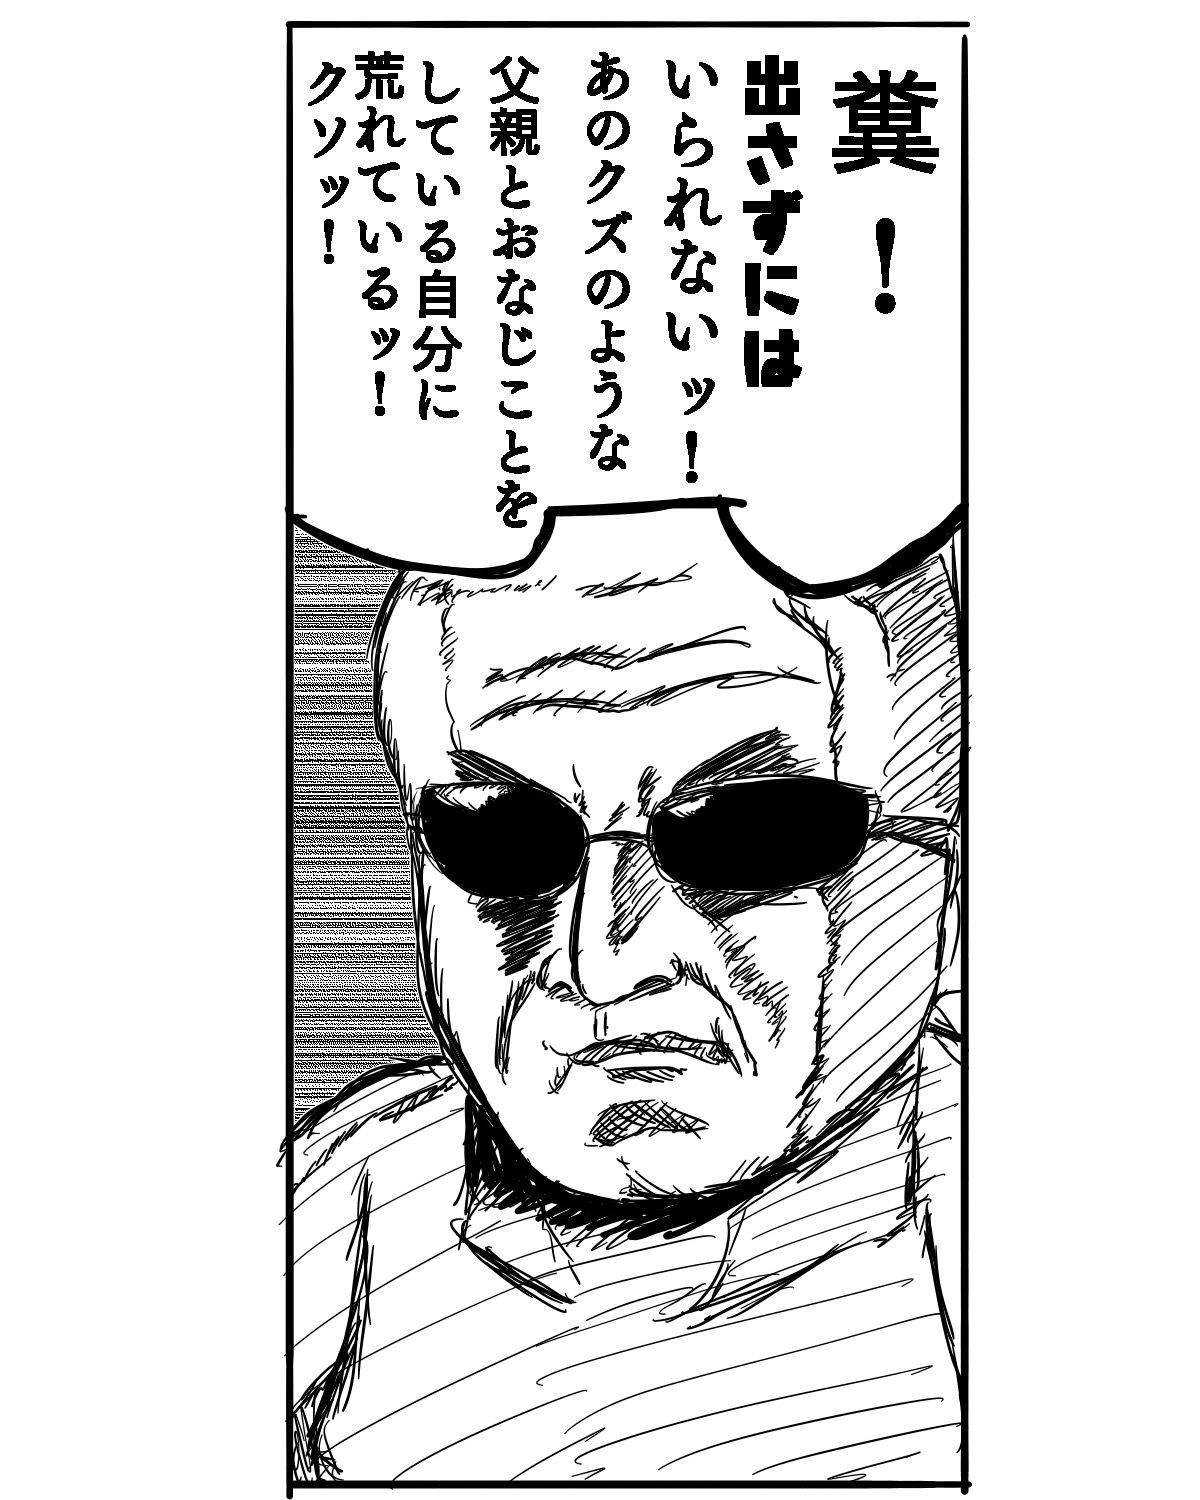 糞！
出さずには
いられないッ！
あのクズのような
父親とおなじことを
している自分に
荒れているッ！
クソッ！